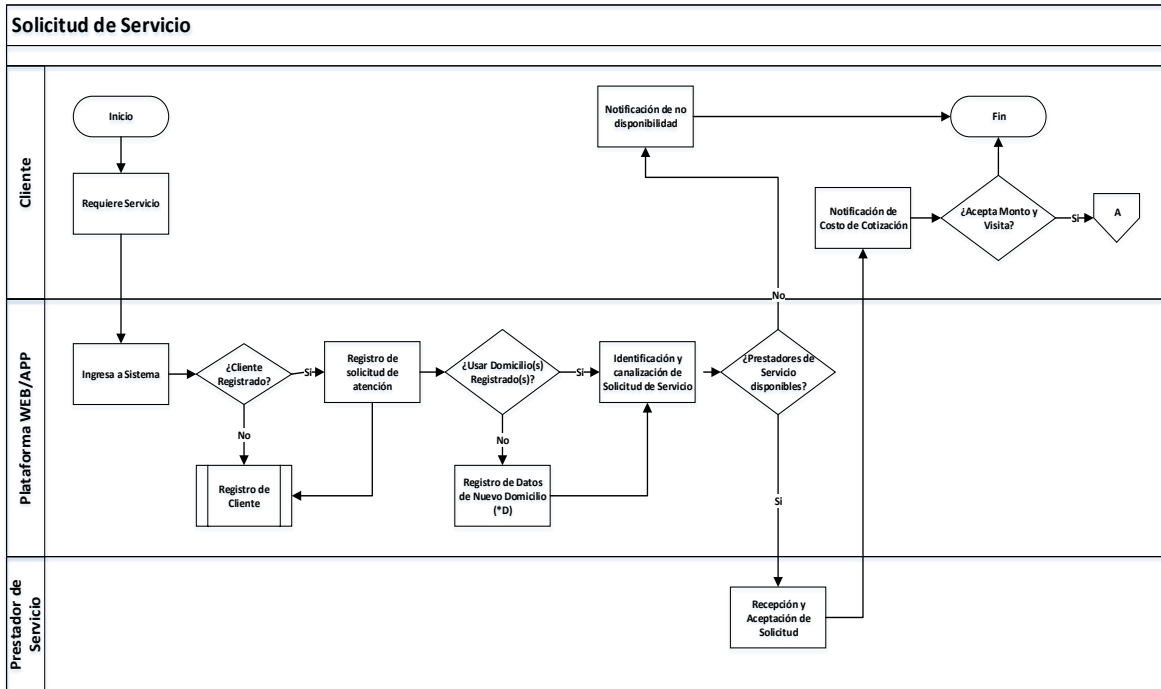 Solicitud de Servicio
Cliente
Inicio
Requiere Servicio
Notificación de no
disponibilidad
Fin
Notificación de
Costo de Cotización
¿Acepta Monto y
Visita?
Si
A
No
Plataforma WEB/APP
Ingresa a Sistema
¿Cliente
Registrado?
Si
No
Registro de
Cliente
Registro de
solicitud de
atención
¿Usar Domicilio(s)
Registrado(s)?
Si
No
Registro de Datos
de Nuevo Domicilio
(*D)
Identificación y
canalización de
Solicitud de Servicio
¿Prestadores de
Servicio
disponibles?
Si
Prestador de
Servicio
Recepción y
Aceptación de
Solicitud